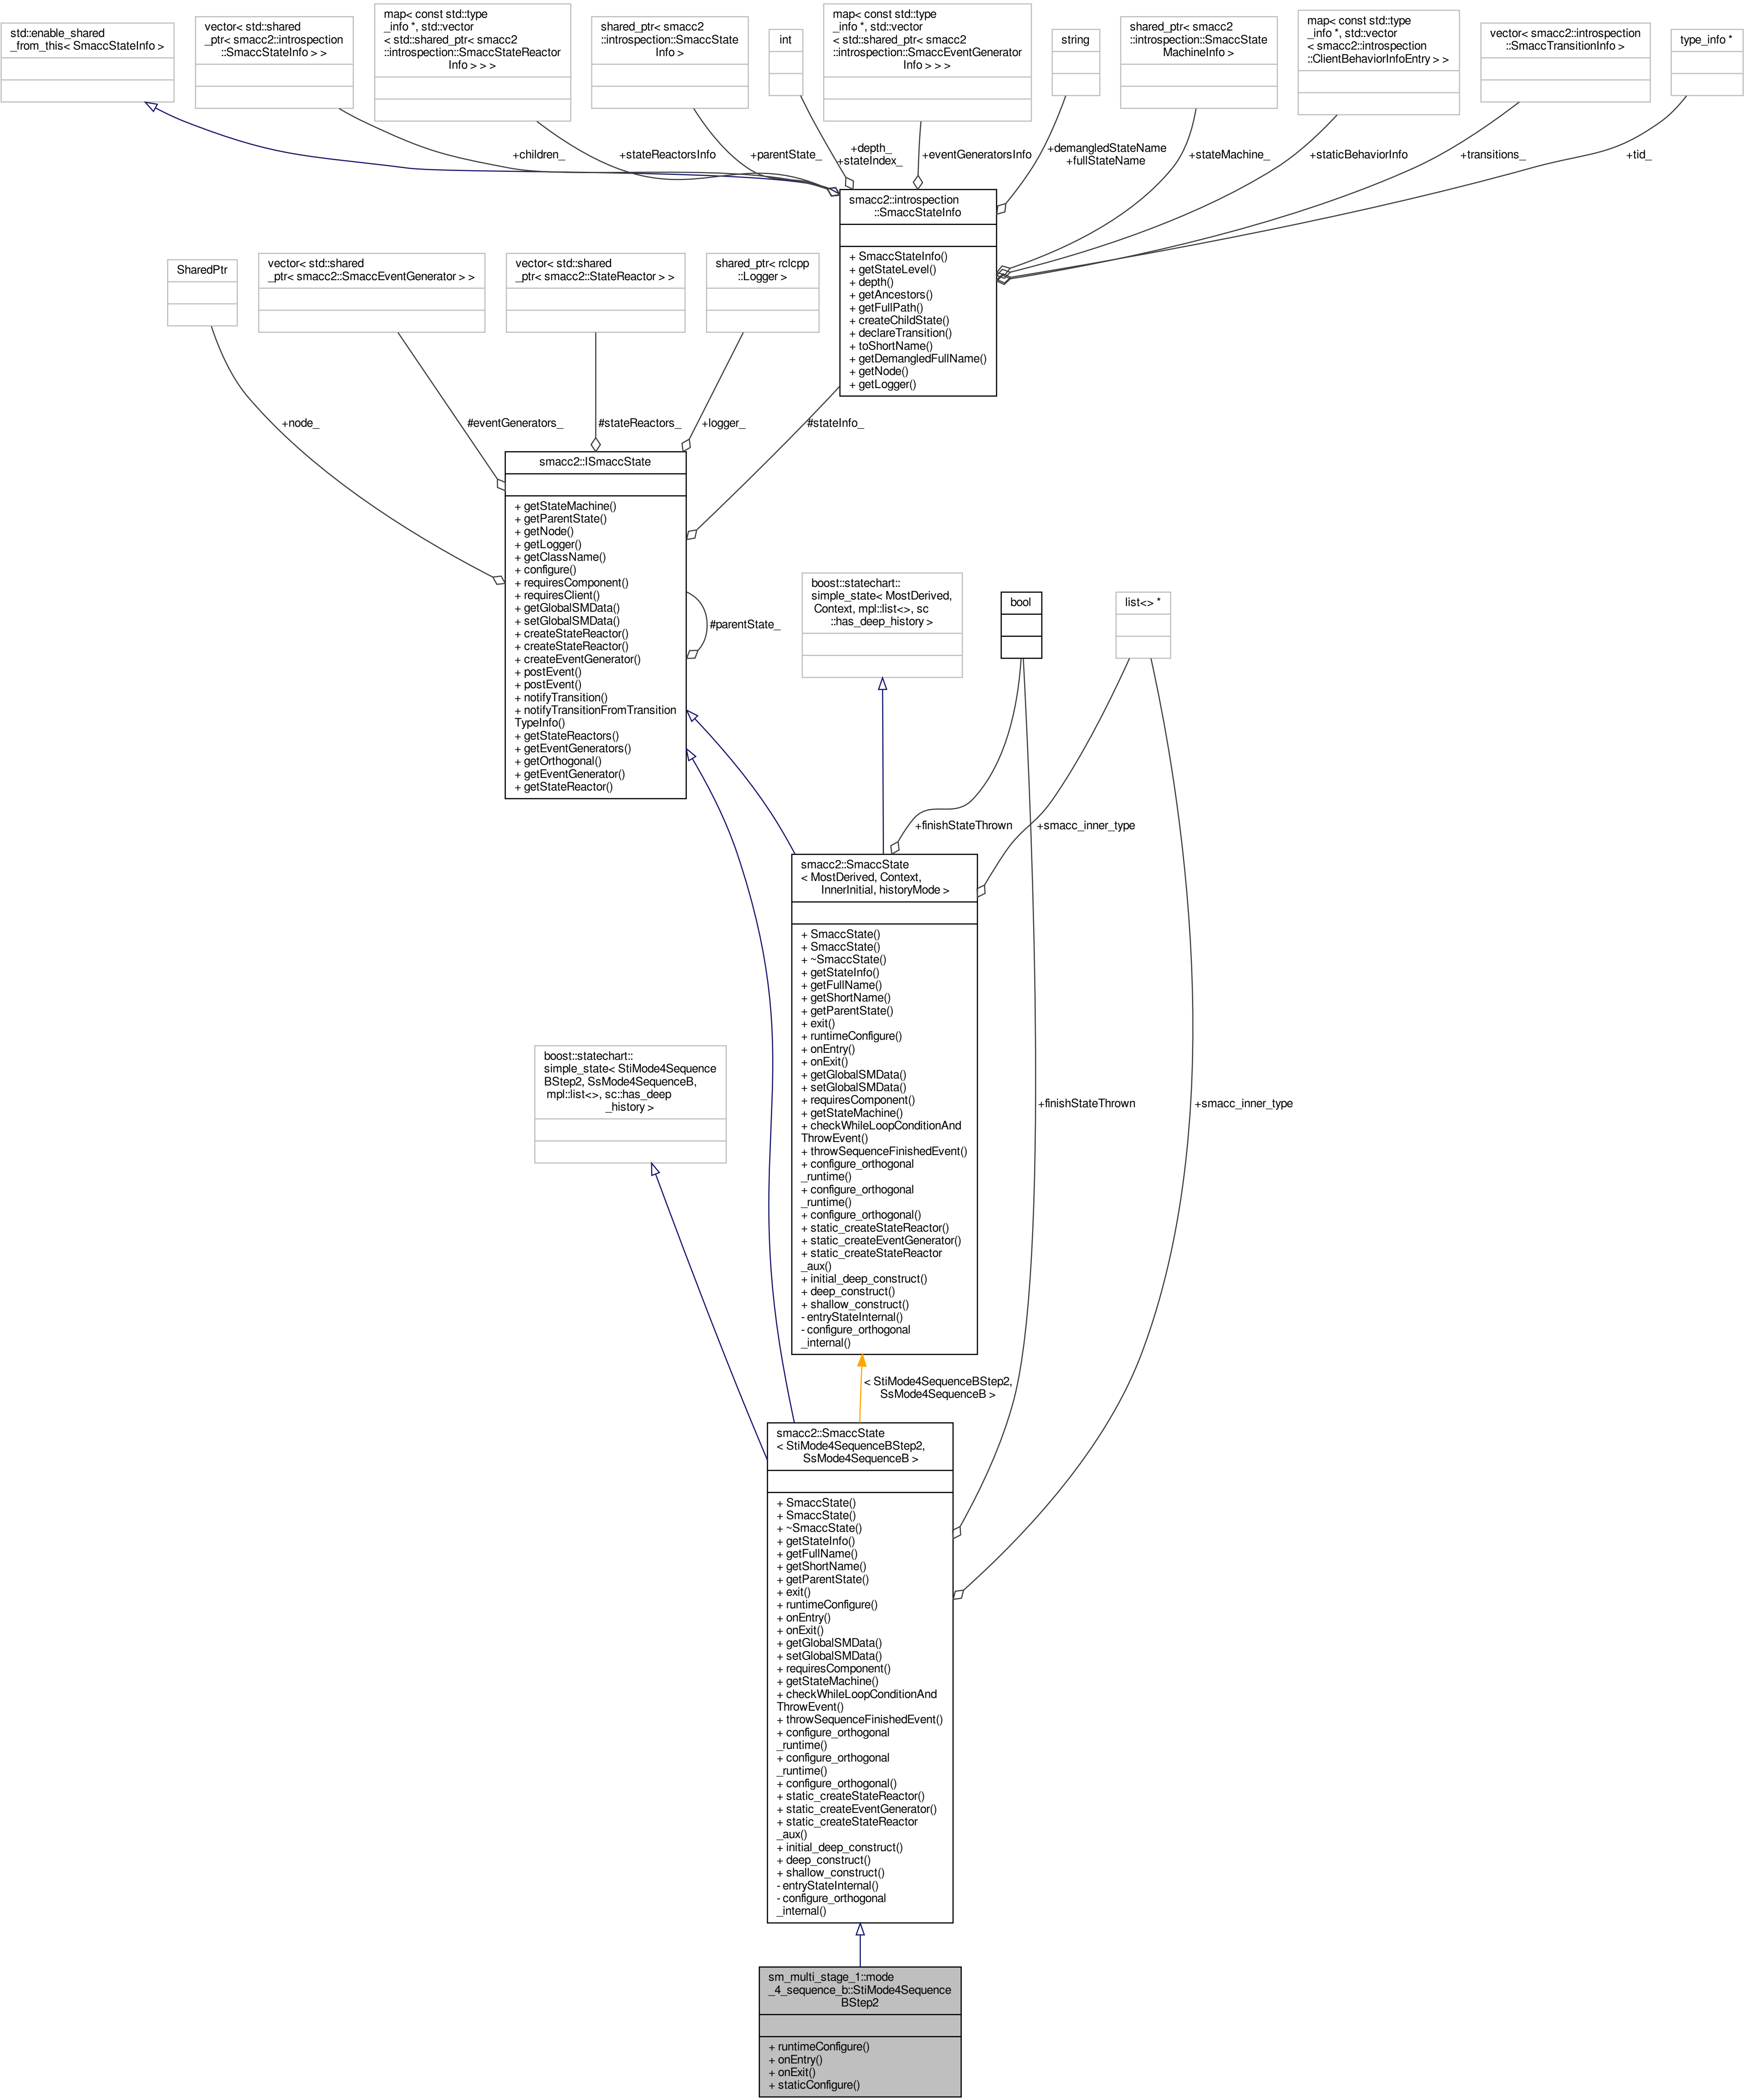 std::enable_shared
_from_this< SmaccStateInfo >
vector< std::shared
_ptr< smacc2::introspection
::SmaccStateInfo > >
map< const std::type
_info *, std::vector
< std::shared_ptr< smacc2
::introspection::SmaccStateReactor
Info > > >
shared_ptr< smacc2
::introspection::SmaccState
Info >
int
map< const std::type
_info *, std::vector
< std::shared_ptr< smacc2
::introspection::SmaccEventGenerator
Info > > >
string
shared_ptr< smacc2
::introspection::SmaccState
MachineInfo >
map< const std::type
_info *, std::vector
< smacc2::introspection
::ClientBehaviorInfoEntry > >
vector< smacc2::introspection
::SmaccTransitionInfo >
type_info *
+children_
+stateReactorsInfo
+parentState_
+depth_
+stateIndex_
+eventGeneratorsInfo
+demangledStateName
+fullStateName
+stateMachine_
+staticBehaviorInfo
+transitions_
+tid_
smacc2::introspection
::SmaccStateInfo
+ SmaccStateInfo()
+ getStateLevel()
+ depth()
+ getAncestors()
+ getFullPath()
+ createChildState()
+ declareTransition()
+ toShortName()
+ getDemangledFullName()
+ getNode()
+ getLogger()
SharedPtr
vector< std::shared
_ptr< smacc2::SmaccEventGenerator > >
vector< std::shared
_ptr< smacc2::StateReactor > >
shared_ptr< rclcpp
::Logger >
+node_
#eventGenerators_
#stateReactors_
+logger_
#stateInfo_
smacc2::ISmaccState
+ getStateMachine()
+ getParentState()
+ getNode()
+ getLogger()
+ getClassName()
+ configure()
+ requiresComponent()
+ requiresClient()
+ getGlobalSMData()
+ setGlobalSMData()
+ createStateReactor()
+ createStateReactor()
+ createEventGenerator()
+ postEvent()
+ postEvent()
+ notifyTransition()
+ notifyTransitionFromTransition
TypeInfo()
+ getStateReactors()
+ getEventGenerators()
+ getOrthogonal()
+ getEventGenerator()
+ getStateReactor()
#parentState_
boost::statechart::
simple_state< MostDerived,
Context, mpl::list<>, sc
::has_deep_history >
bool
list<> *
+finishStateThrown
+smacc_inner_type
smacc2::SmaccState
< MostDerived, Context,
InnerInitial, historyMode >
+ SmaccState()
+ SmaccState()
+ ~SmaccState()
+ getStateInfo()
+ getFullName()
+ getShortName()
+ getParentState()
+ exit()
+ runtimeConfigure()
+ onEntry()
+ onExit()
+ getGlobalSMData()
+ setGlobalSMData()
+ requiresComponent()
+ getStateMachine()
+ checkWhileLoopConditionAnd
ThrowEvent()
+ throwSequenceFinishedEvent()
+ configure_orthogonal
_runtime()
+ configure_orthogonal
_runtime()
+ configure_orthogonal()
+ static_createStateReactor()
+ static_createEventGenerator()
+ static_createStateReactor
_aux()
+ initial_deep_construct()
+ deep_construct()
+ shallow_construct()
- entryStateInternal()
- configure_orthogonal
_internal()
boost::statechart::
simple_state< StiMode4Sequence
BStep2, SsMode4SequenceB,
mpl::list<>, sc::has_deep
_history >
+finishStateThrown
+smacc_inner_type
< StiMode4SequenceBStep2,
SsMode4SequenceB >
smacc2::SmaccState
< StiMode4SequenceBStep2,
SsMode4SequenceB >
+ SmaccState()
+ SmaccState()
+ ~SmaccState()
+ getStateInfo()
+ getFullName()
+ getShortName()
+ getParentState()
+ exit()
+ runtimeConfigure()
+ onEntry()
+ onExit()
+ getGlobalSMData()
+ setGlobalSMData()
+ requiresComponent()
+ getStateMachine()
+ checkWhileLoopConditionAnd
ThrowEvent()
+ throwSequenceFinishedEvent()
+ configure_orthogonal
_runtime()
+ configure_orthogonal
_runtime()
+ configure_orthogonal()
+ static_createStateReactor()
+ static_createEventGenerator()
+ static_createStateReactor
_aux()
+ initial_deep_construct()
+ deep_construct()
+ shallow_construct()
- entryStateInternal()
- configure_orthogonal
_internal()
sm_multi_stage_1::mode
_4_sequence_b::StiMode4Sequence
BStep2
+ runtimeConfigure()
+ onEntry()
+ onExit()
+ staticConfigure()